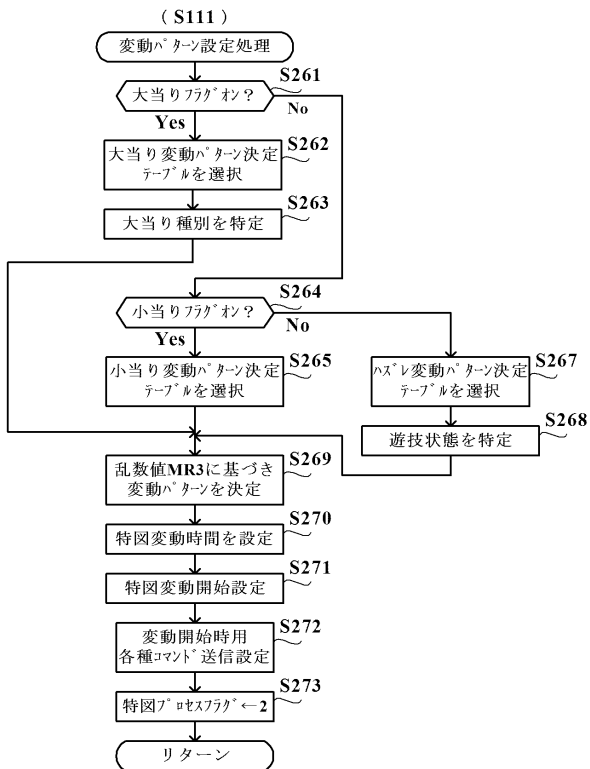 ( S111 )
変動ﾊﾟﾀｰﾝ設定処理
S261
大当りﾌﾗｸﾞｵﾝ？
No
Yes
S262
大当り変動ﾊﾟﾀｰﾝ決定
ﾃｰﾌﾞﾙを選択
S263
大当り種別を特定
S264
小当りﾌﾗｸﾞｵﾝ？
No
Yes
S265
小当り変動ﾊﾟﾀｰﾝ決定
ﾃｰﾌﾞﾙを選択
S267
ﾊｽﾞﾚ変動ﾊﾟﾀｰﾝ決定
ﾃｰﾌﾞﾙを選択
S268
遊技状態を特定
S269
乱数値MR3に基づき
変動ﾊﾟﾀｰﾝを決定
S270
特図変動時間を設定
S271
特図変動開始設定
S272
変動開始時用
各種ｺﾏﾝﾄﾞ送信設定
S273
特図ﾌﾟﾛｾｽﾌﾗｸﾞ←2
リターン